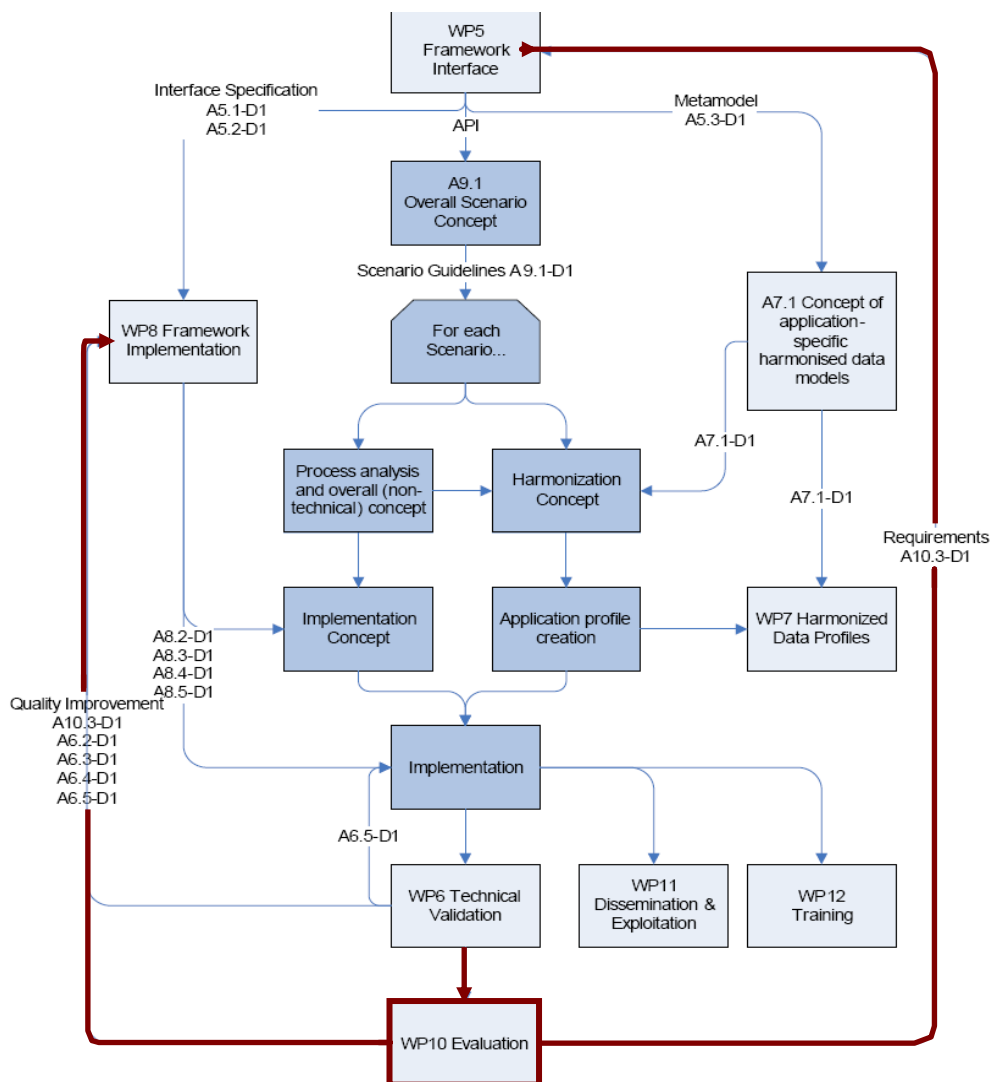 WP5
Framework
Interface
Interface Specification
A5.1-D1
A5.2-D1
Metamodel
A5.3-D1
API
A9.1
Overall Scenario
Concept
Scenario Guidelines A9.1-D1
WP8 Framework
Implementation
For each
Scenario...
A7.1 Concept of
application-
specific
harmonised data
models
A7.1-D1
Process analysis
and overall (non-
technical) concept
Harmonization
Concept
A7.1-D1
Requirements
A10.3-D1
Implementation
Concept
Application profile
creation
WP7 Harmonized
Data Profiles
A8.2-D1
A8.3-D1
A8.4-D1
A8.5-D1
Quality Improvement
A10.3-D1
A6.2-D1
A6.3-D1
A6.4-D1
A6.5-D1
Implementation
A6.5-D1
WP6 Technical
Validation
WP11
Dissemination &
Exploitation
WP12
Training
WP10 Evaluation